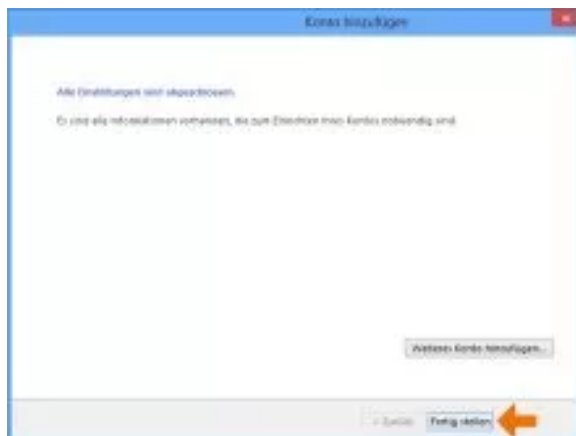 Konto hinzufügen
Alle Einstellungen sind abgeschlossen.
Es sind alle Informationen vorhanden, die zum Einrichten Ihres Kontos notwendig sind.
Weiteres Konto hinzufügen...
< Zurück Fertig stellen